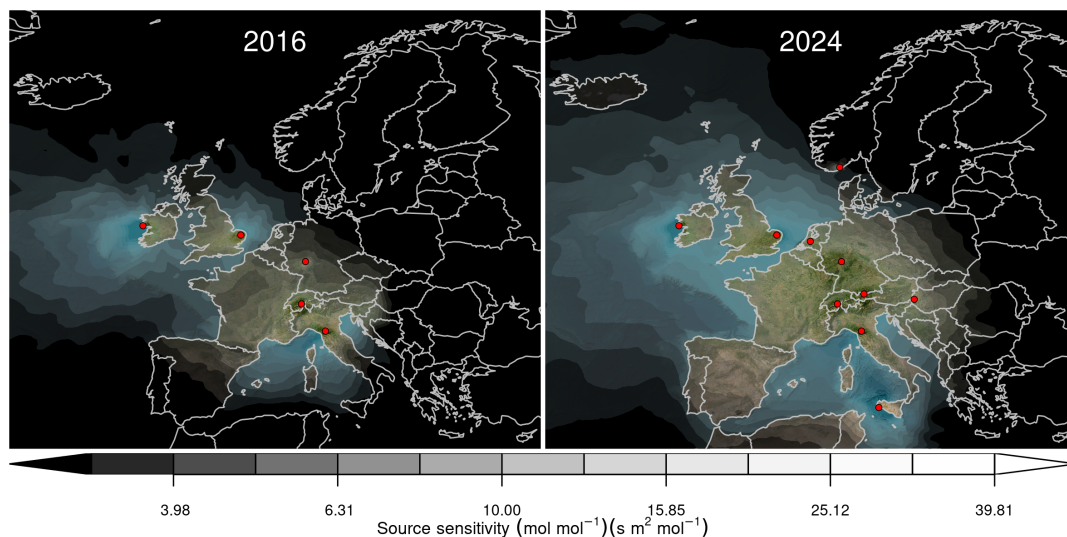 2016
2024
3.98 6.31 10.00 15.85 25.12 39.81
Source sensitivity (mol mol⁻¹)(s m² mol⁻¹)